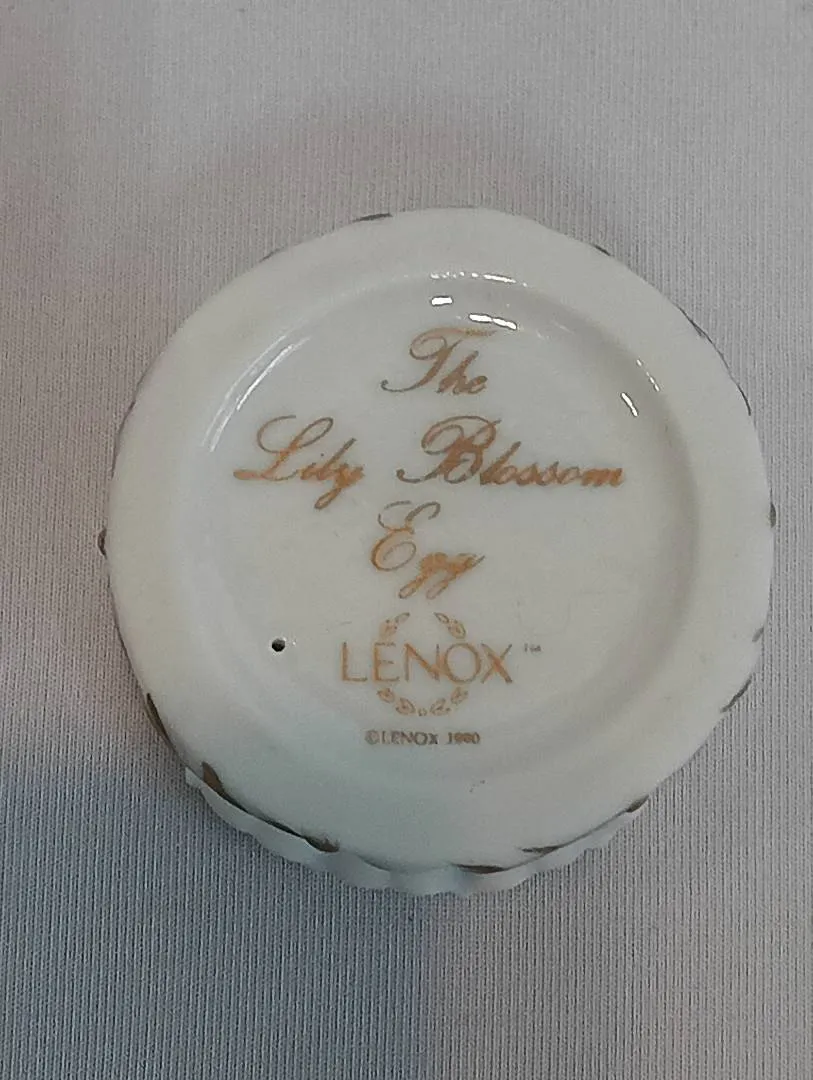 The
Lily Blossom
Egg
LENOX™
©LENOX 1990